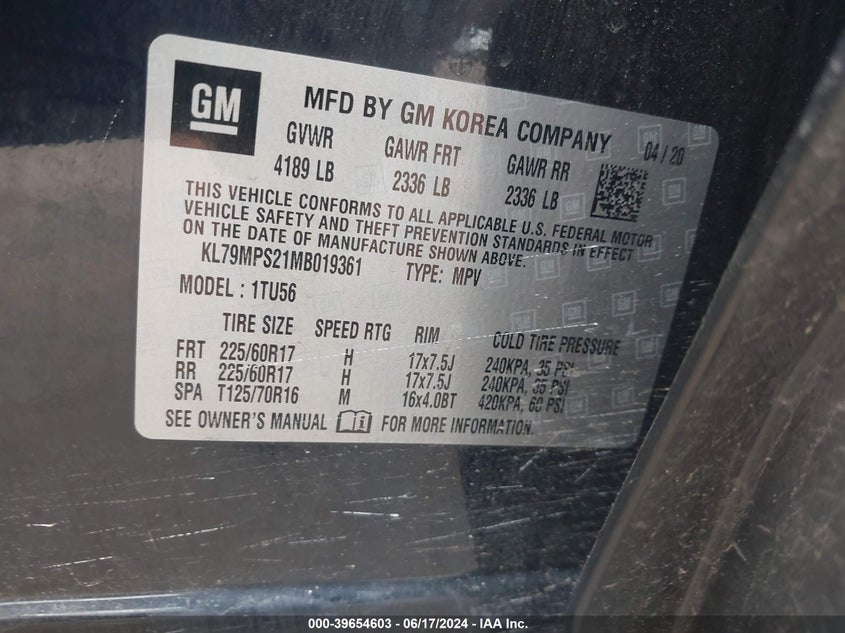 GM
MFD BY GM KOREA COMPANY 04 / 20
GVWR GAWR FRT GAWR RR
4189 LB 2336 LB 2336 LB
THIS VEHICLE CONFORMS TO ALL APPLICABLE U.S. FEDERAL MOTOR
VEHICLE SAFETY AND THEFT PREVENTION STANDARDS IN EFFECT
ON THE DATE OF MANUFACTURE SHOWN ABOVE.
KL79MPS21MB019361 TYPE: MPV
MODEL : 1TU56
TIRE SIZE SPEED RTG RIM COLD TIRE PRESSURE
FRT 225/60R17 H 17x7.5J 240KPA, 35 PSI
RR 225/60R17 H 17x7.5J 240KPA, 35 PSI
SPA T125/70R16 M 16x4.0BT 420KPA, 60 PSI
SEE OWNER'S MANUAL FOR MORE INFORMATION.
000-39654603 / 06/17/2024 - IAA Inc.